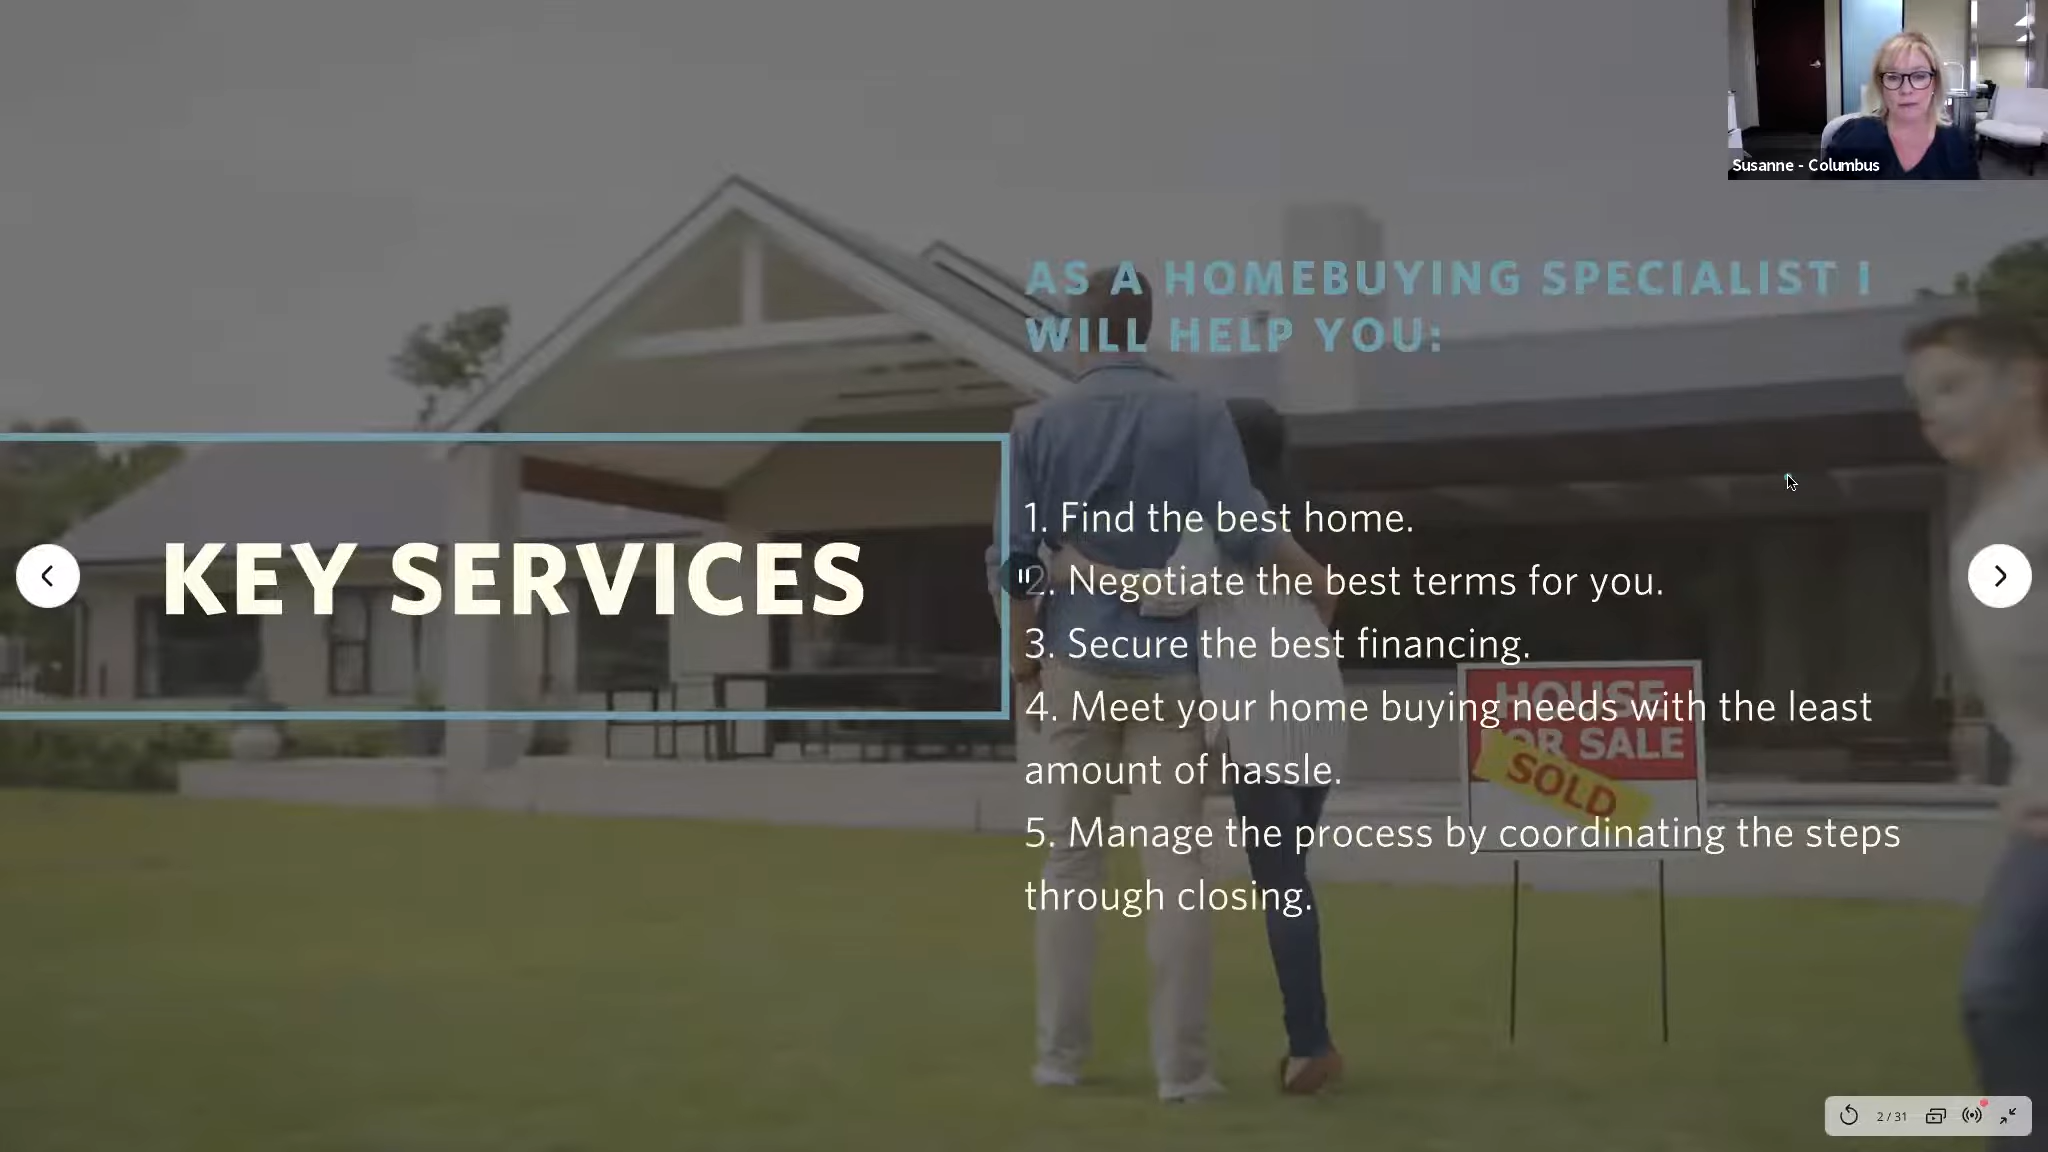 Susanne - Columbus
AS A HOMEBUYING SPECIALIST I
WILL HELP YOU:
KEY SERVICES
1. Find the best home.
2. Negotiate the best terms for you.
3. Secure the best financing.
4. Meet your home buying needs with the least
amount of hassle.
5. Manage the process by coordinating the steps
through closing.
HOUSE
FOR SALE
SOLD
2 / 31